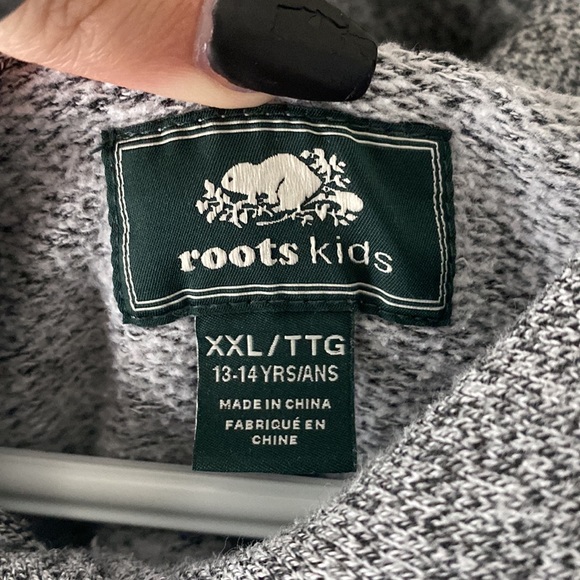 roots kids
XXL/TTG
13-14 YRS/ANS
MADE IN CHINA
FABRIQUÉ EN
CHINE